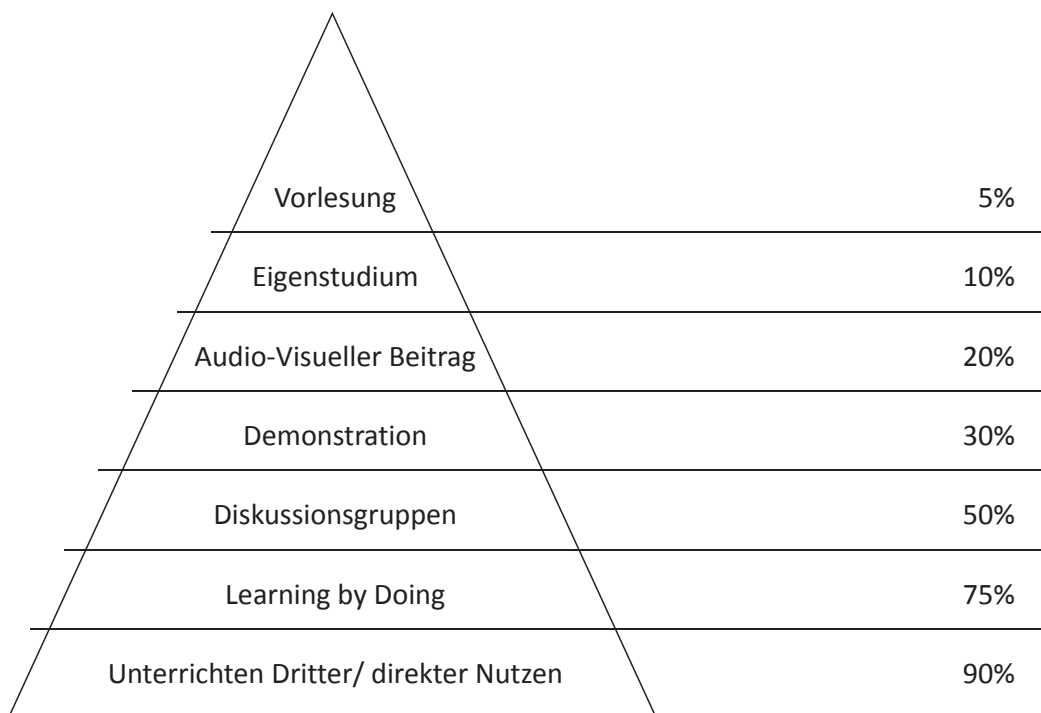 Vorlesung 5%
Eigenstudium 10%
Audio-Visueller Beitrag 20%
Demonstration 30%
Diskussionsgruppen 50%
Learning by Doing 75%
Unterrichten Dritter/ direkter Nutzen 90%